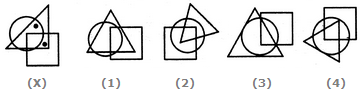 (X) (1) (2) (3) (4)